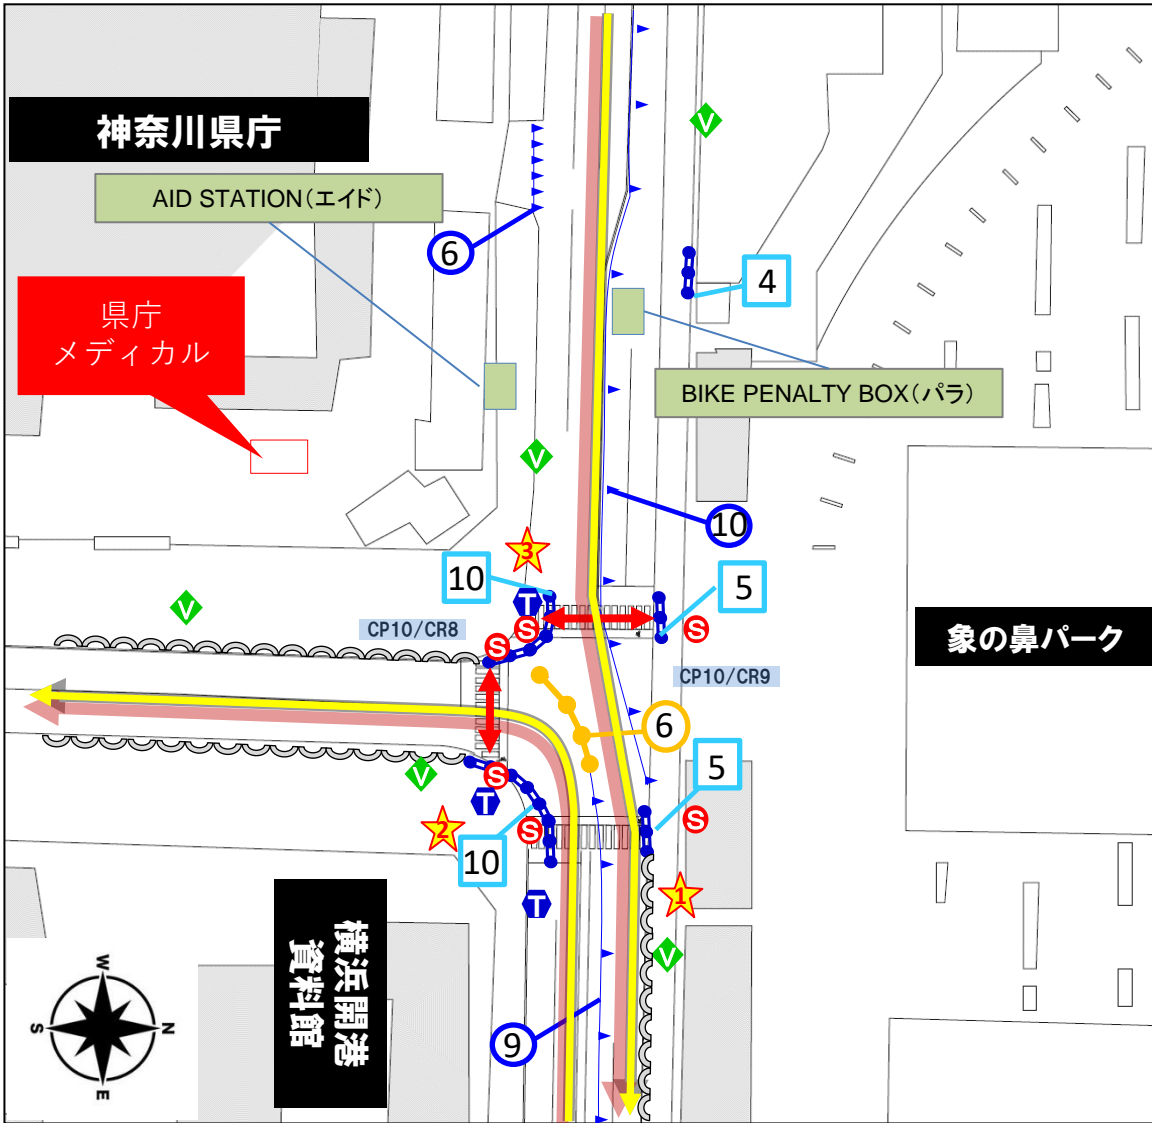 神奈川県庁
V
AID STATION(エイド)
6
4
県庁
メディカル
BIKE PENALTY BOX(パラ)
V
10
3
10
5
V
T
S
S
S
CP10/CR8
象の鼻パーク
CP10/CR9
6
5
V
S
T
2
S
S
10
1
T
V
横浜開港
資料館
9
W
S
N
E